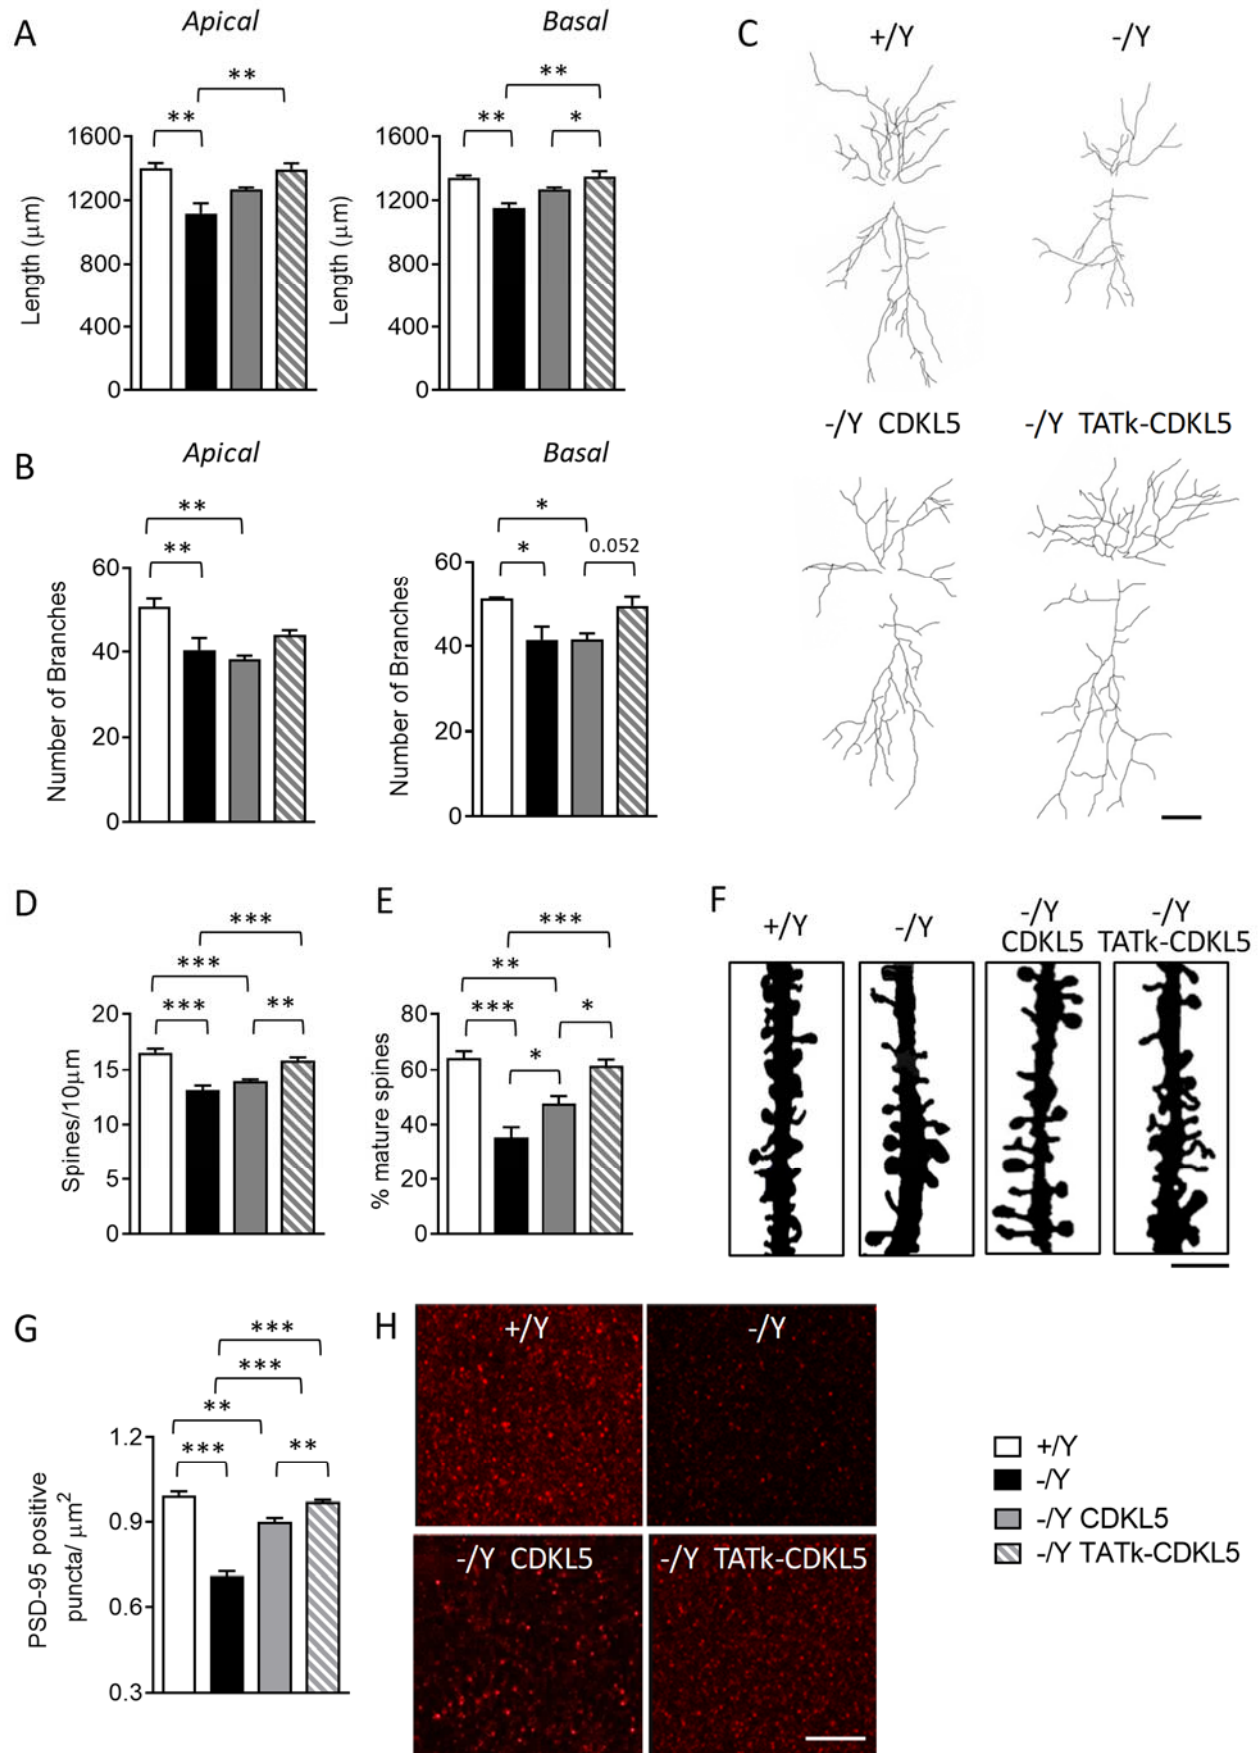 A
Apical
Basal
**
**
**
**
*
1600
1200
800
400
0
Length (μm)
1600
1200
800
400
0
Length (μm)
C
+/Y
-/Y
-/Y CDKL5
-/Y TATk-CDKL5
B
Apical
Basal
**
**
*
*
0.052
60
40
20
0
Number of Branches
60
40
20
0
Number of Branches
D
***
***
***
**
20
15
10
5
0
Spines/10μm
E
***
**
***
*
*
80
60
40
20
0
% mature spines
F
+/Y
-/Y
-/Y
CDKL5
-/Y
TATk-CDKL5
G
***
***
**
***
**
1.2
0.9
0.6
0.3
PSD-95 positive
puncta/ μm²
H
+/Y
-/Y
-/Y CDKL5
-/Y TATk-CDKL5
+/Y
-/Y
-/Y CDKL5
-/Y TATk-CDKL5